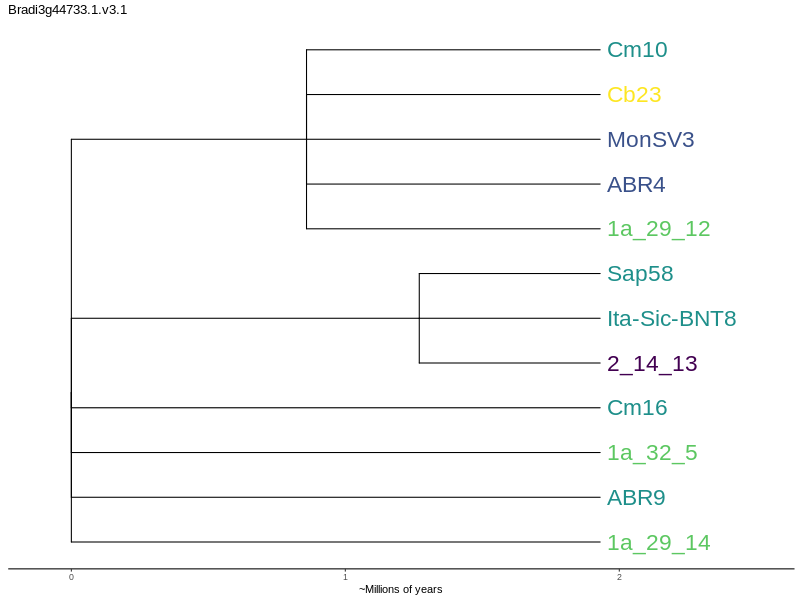 Bradi3g44733.1.v3.1
Cm10
Cb23
MonSV3
ABR4
1a_29_12
Sap58
Ita-Sic-BNT8
2_14_13
Cm16
1a_32_5
ABR9
1a_29_14
0 1 2
~Millions of years